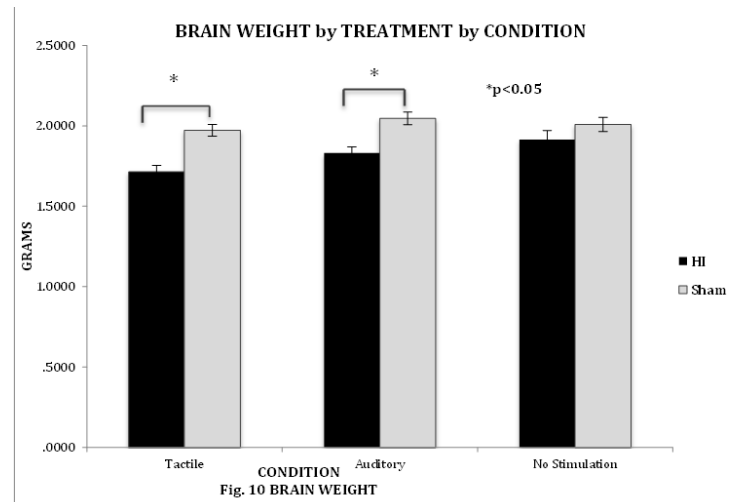 BRAIN WEIGHT by TREATMENT by CONDITION
2.5000
* *
*p<0.05
2.0000
1.5000
GRAMS
1.0000
.5000
.0000
HI
Sham
Tactile Auditory No Stimulation
CONDITION
Fig. 10 BRAIN WEIGHT